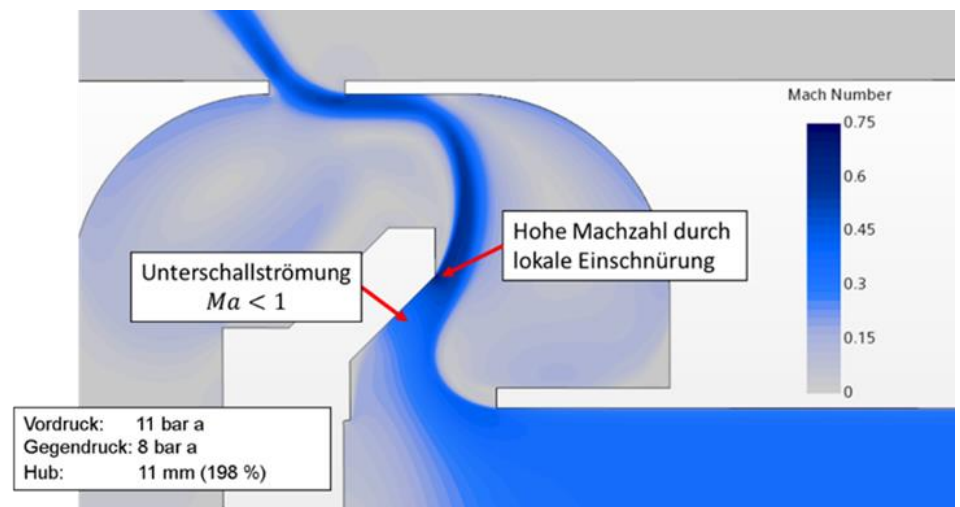 Mach Number
0.75
0.6
0.45
0.3
0.15
0
Hohe Machzahl durch
lokale Einschnürung
Unterschallströmung
Ma < 1
Vordruck: 11 bar a
Gegendruck: 8 bar a
Hub: 11 mm (198 %)